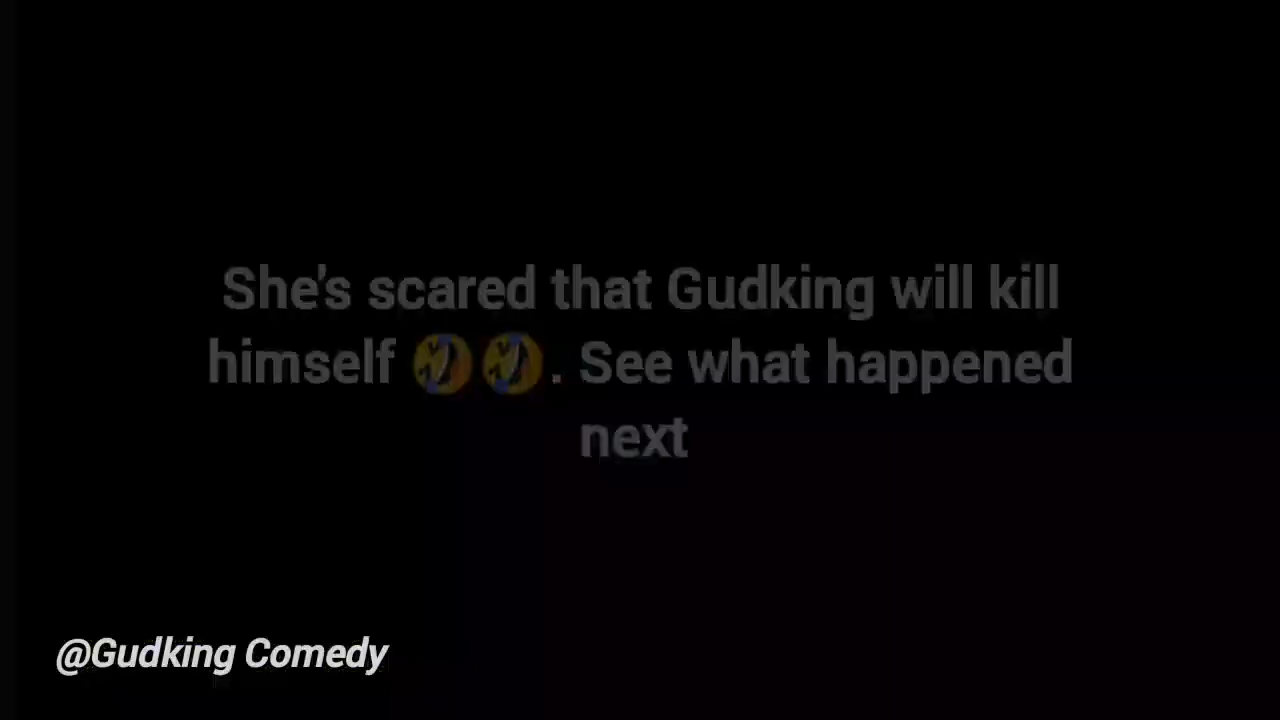 She's scared that Gudking will kill
himself 🤣🤣. See what happened
next
@Gudking Comedy